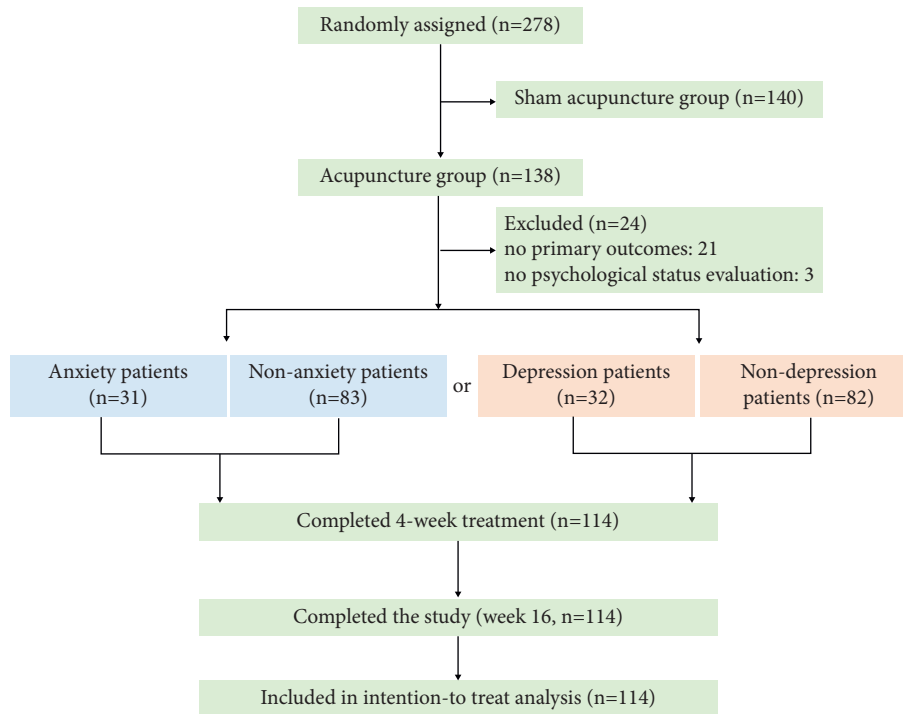 Randomly assigned (n=278)
Sham acupuncture group (n=140)
Acupuncture group (n=138)
Excluded (n=24)
no primary outcomes: 21
no psychological status evaluation: 3
Anxiety patients
(n=31)
Non-anxiety patients
(n=83)
or
Depression patients
(n=32)
Non-depression
patients (n=82)
Completed 4-week treatment (n=114)
Completed the study (week 16, n=114)
Included in intention-to treat analysis (n=114)